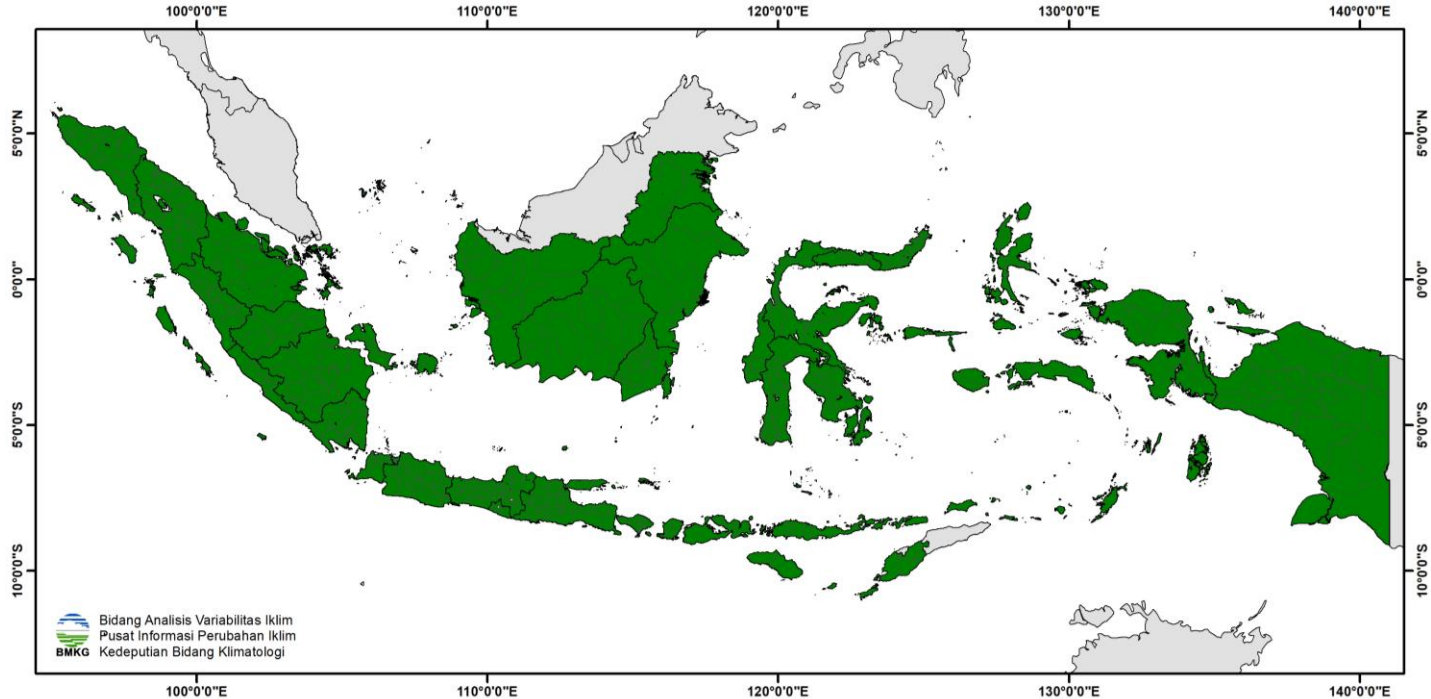 100°0'0"E 110°0'0"E 120°0'0"E 130°0'0"E 140°0'0"E
5°0'0"N 5°0'0"N
0°0'0" 0°0'0"
5°0'0"S 5°0'0"S
10°0'0"S 10°0'0"S
Bidang Analisis Variabilitas Iklim
Pusat Informasi Perubahan Iklim
BMKG Kedeputian Bidang Klimatologi
100°0'0"E 110°0'0"E 120°0'0"E 130°0'0"E 140°0'0"E